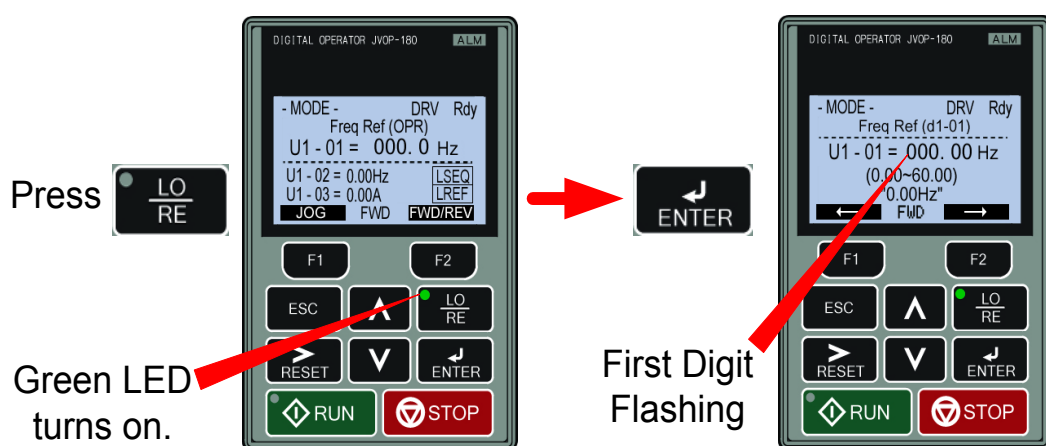 DIGITAL OPERATOR JVOP-180 ALM
- MODE - DRV Rdy
Freq Ref (OPR)
U1 - 01 = 000. 0 Hz
U1 - 02 = 0.00Hz LSEQ
U1 - 03 = 0.00A LREF
JOG FWD FWD/REV
F1 F2
ESC LO RE
RESET ENTER
RUN STOP
Press LO RE
Green LED
turns on.
ENTER
DIGITAL OPERATOR JVOP-180 ALM
- MODE - DRV Rdy
Freq Ref (d1-01)
U1 - 01 = 000. 00 Hz
(0.00~60.00)
"0.00Hz"
← FWD →
F1 F2
ESC LO RE
RESET ENTER
RUN STOP
First Digit
Flashing